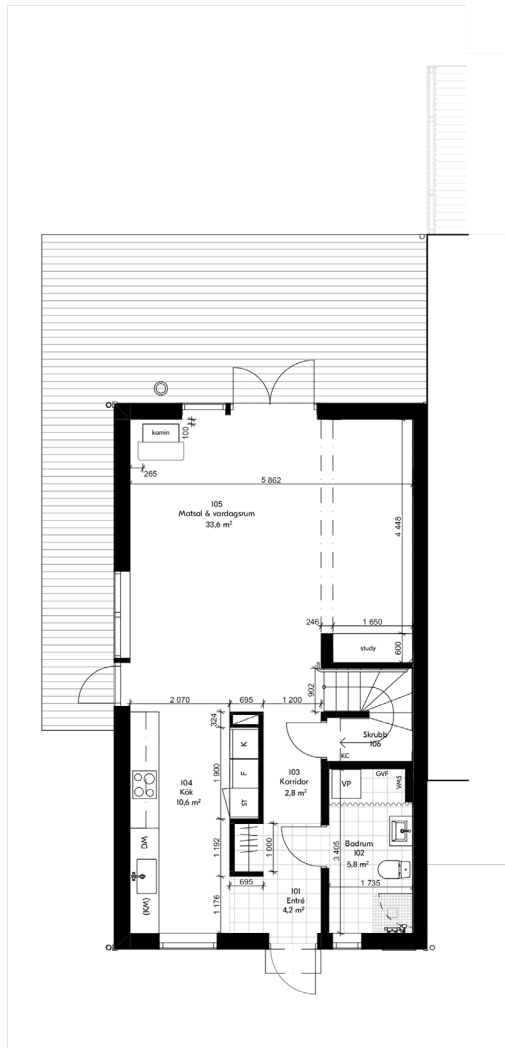 kamin
100
265
5 862
105
Matsal & vardagsrum
33,6 m²
4 448
246
1 650
study
600
902
2 070
695
1 200
324
Skrubb
106
KC
K
1 900
F
104
Kök
10,6 m²
103
Korridor
2,8 m²
VP
GVF
VMS
ST
DM
1 192
1 000
3 405
Badrum
102
5,8 m²
1 735
695
101
Entré
4,2 m²
(KM)
1 176